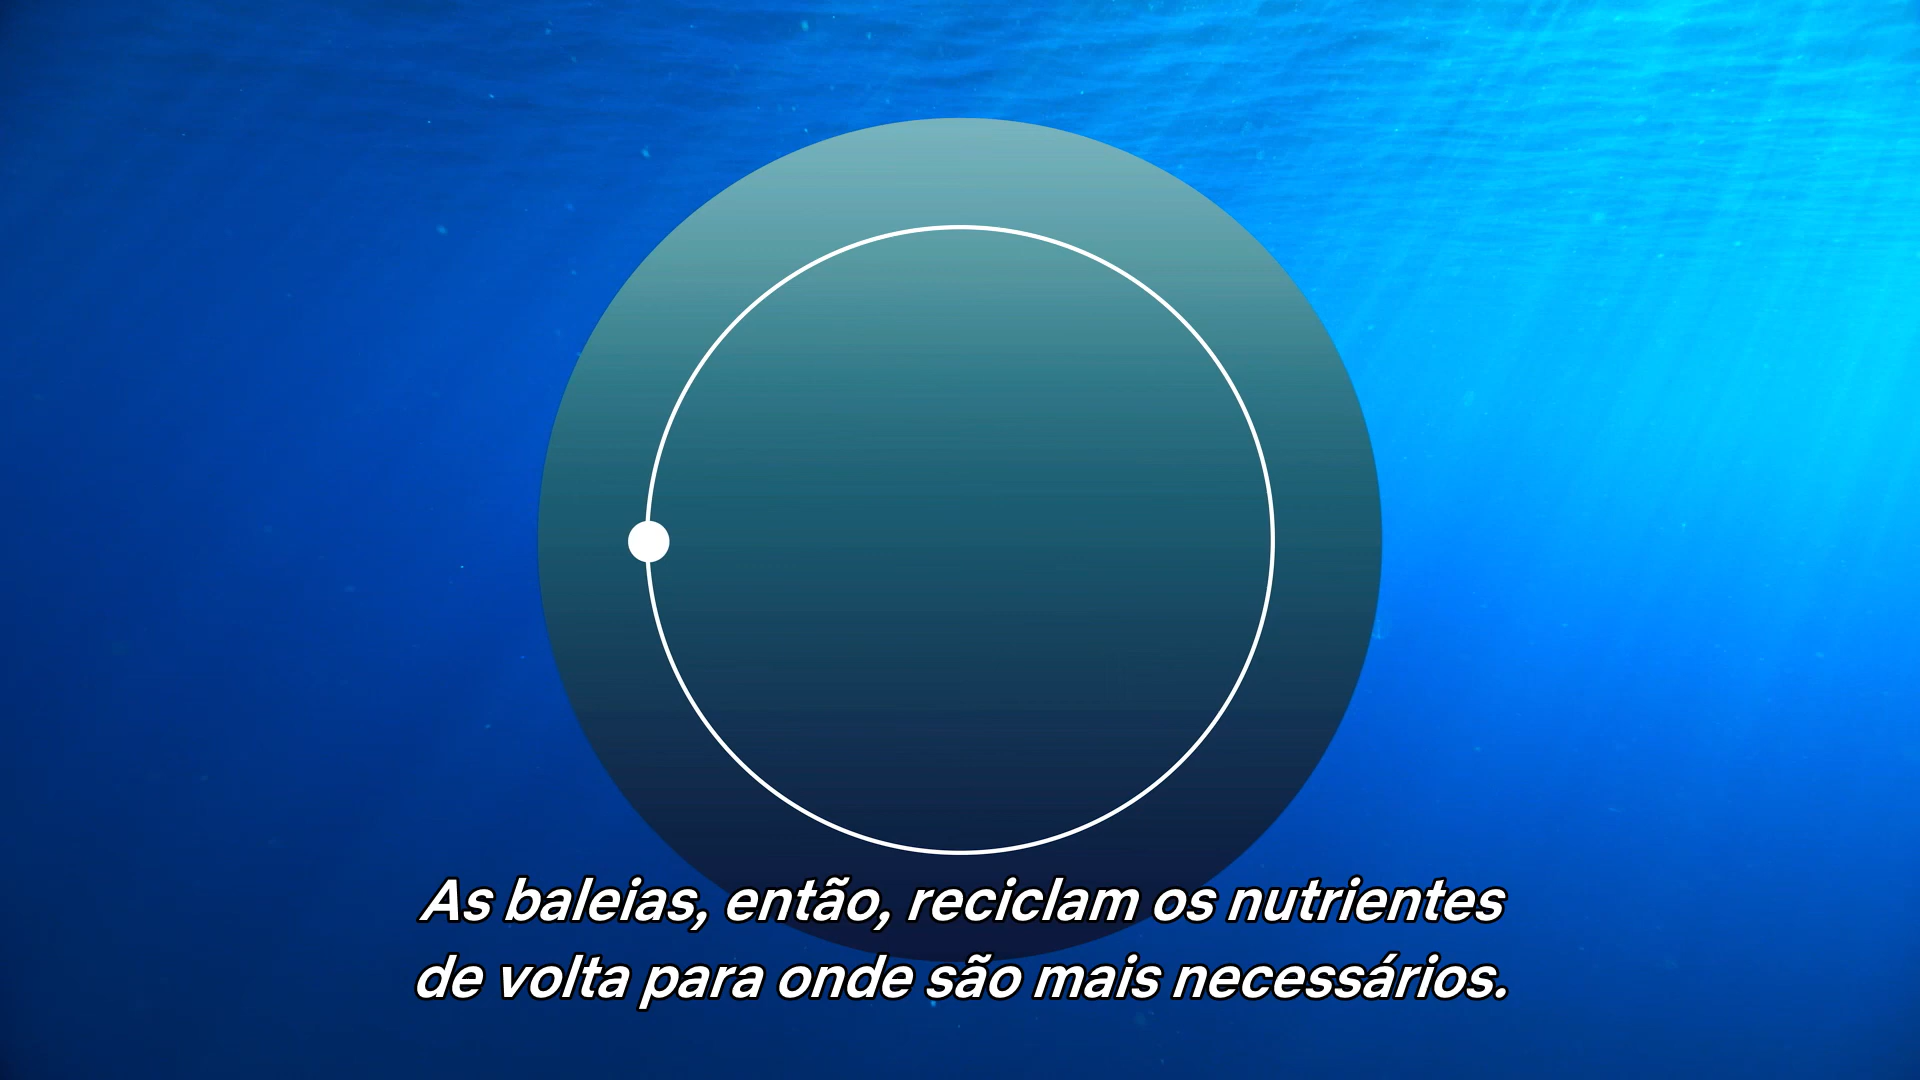 As baleias, então, reciclam os nutrientes
de volta para onde são mais necessários.